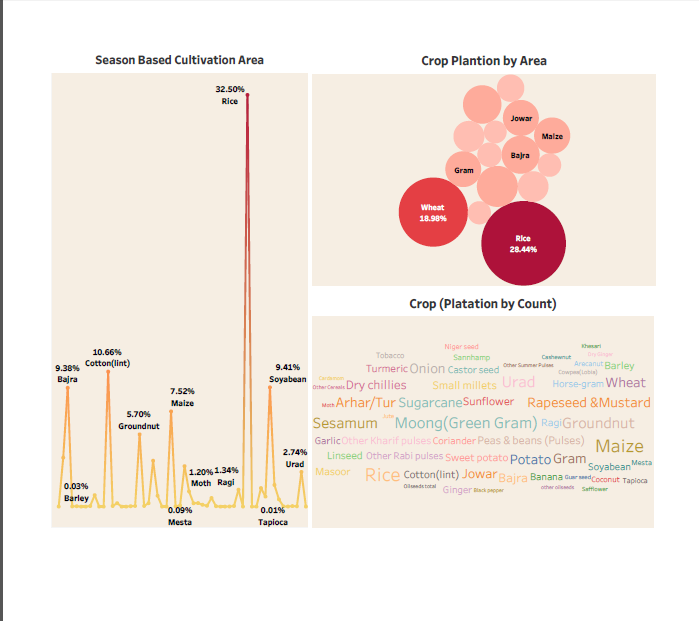 Season Based Cultivation Area
32.50%
Rice
10.66%
Cotton(lint)
9.38%
Bajra
9.41%
Soyabean
7.52%
Maize
5.70%
Groundnut
2.74%
Urad
1.20%
Moth
1.34%
Ragi
0.03%
Barley
0.09%
Mesta
0.01%
Tapioca
Crop Plantion by Area
Jowar
Maize
Bajra
Gram
Wheat
18.98%
Rice
28.44%
Crop (Platation by Count)
Niger seed
Khesari
Tobacco
Sannhamp
Cashewnut
Dry Ginger
Turmeric
Onion
Castor seed
Other Summer Pulses
Arecanut
Barley
Cowpea(Lobia)
Cardamom
Other Cereals
Dry chillies
Small millets
Urad
Horse-gram
Wheat
Moth
Arhar/Tur
Sugarcane
Sunflower
Rapeseed &Mustard
Jute
Sesamum
Moong(Green Gram)
Ragi
Groundnut
Garlic
Other Kharif pulses
Coriander
Peas & beans (Pulses)
Maize
Linseed
Other Rabi pulses
Sweet potato
Potato
Gram
Soyabean
Mesta
Masoor
Rice
Cotton(lint)
Jowar
Bajra
Banana
Guar seed
Coconut
Tapioca
Oilseeds total
Ginger
Black pepper
other oilseeds
Safflower